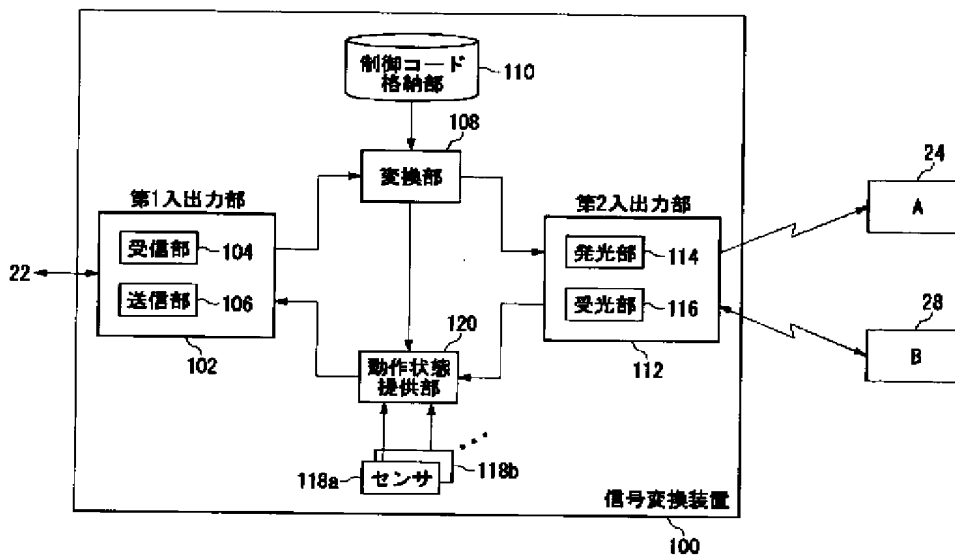 制御コード
格納部
110
108
変換部
24
A
第1入出力部
第2入出力部
受信部
104
発光部
114
22
送信部
106
受光部
116
28
B
120
102
動作状態
提供部
112
118a
センサ
118b
信号変換装置
100